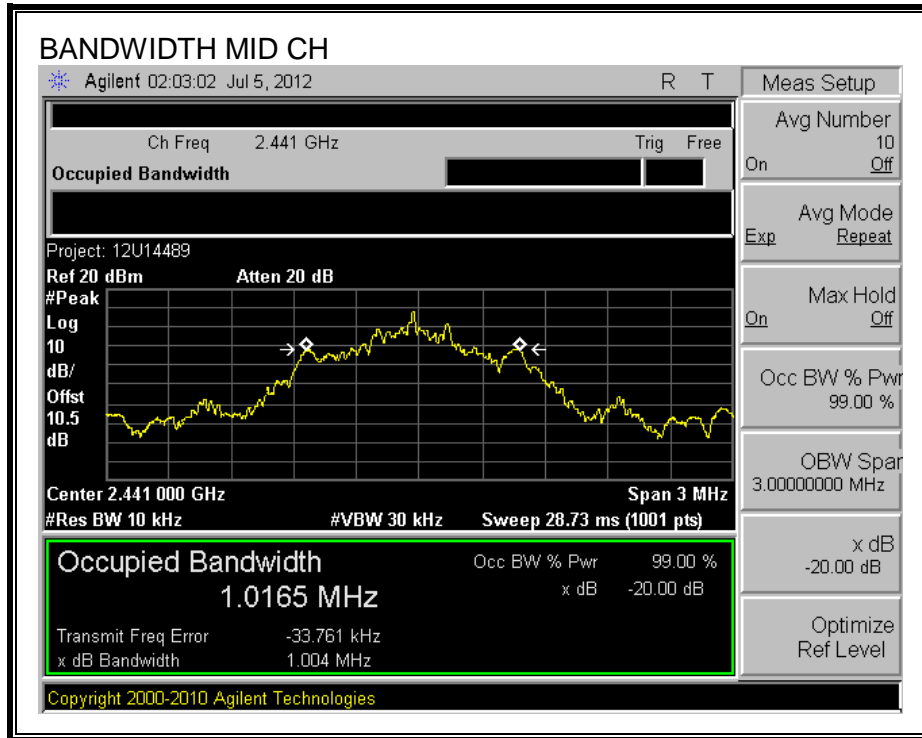 BANDWIDTH MID CH
Agilent 02:03:02 Jul 5, 2012 R T
Ch Freq 2.441 GHz Trig Free
Occupied Bandwidth
Project: 12U14489
Ref 20 dBm Atten 20 dB
#Peak
Log
10
dB/
Offst
10.5
dB
Center 2.441 000 GHz Span 3 MHz
#Res BW 10 kHz #VBW 30 kHz Sweep 28.73 ms (1001 pts)
Occupied Bandwidth
1.0165 MHz
Occ BW % Pwr 99.00 %
x dB -20.00 dB
Transmit Freq Error -33.761 kHz
x dB Bandwidth 1.004 MHz
Copyright 2000-2010 Agilent Technologies
Meas Setup
Avg Number
10
On Off
Avg Mode
Exp Repeat
Max Hold
On Off
Occ BW % Pwr
99.00 %
OBW Span
3.00000000 MHz
x dB
-20.00 dB
Optimize
Ref Level